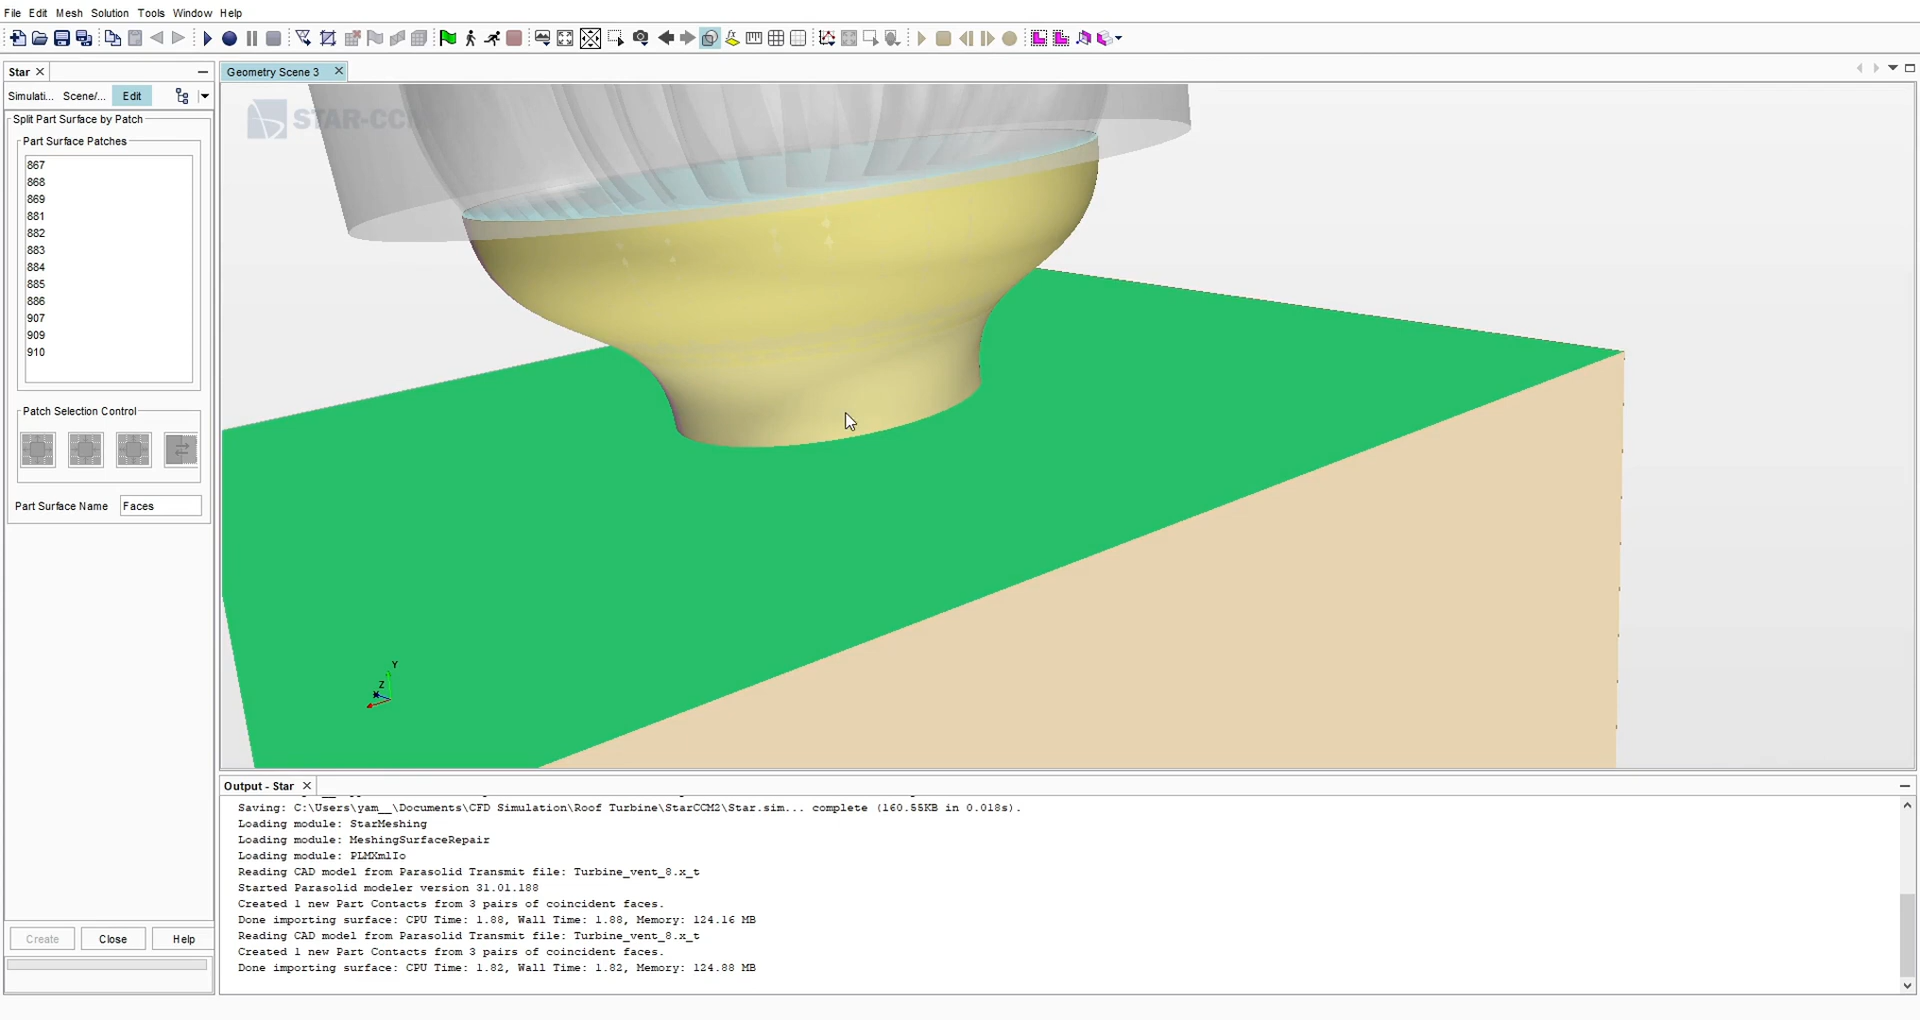 File Edit Mesh Solution Tools Window Help
Star
Geometry Scene 3
Simulati... Scene/... Edit
Split Part Surface by Patch
Part Surface Patches
867
868
869
881
882
883
884
885
886
907
909
910
Patch Selection Control
Part Surface Name Faces
Create Close Help
STAR-CC
Y
Z
X
Output - Star
Saving: C:\Users\yam__\Documents\CFD Simulation\Roof Turbine\StarCCM2\Star.sim... complete (160.55KB in 0.018s).
Loading module: StarMeshing
Loading module: MeshingSurfaceRepair
Loading module: PLMXmlIo
Reading CAD model from Parasolid Transmit file: Turbine_vent_8.x_t
Started Parasolid modeler version 31.01.188
Created 1 new Part Contacts from 3 pairs of coincident faces.
Done importing surface: CPU Time: 1.88, Wall Time: 1.88, Memory: 124.16 MB
Reading CAD model from Parasolid Transmit file: Turbine_vent_8.x_t
Created 1 new Part Contacts from 3 pairs of coincident faces.
Done importing surface: CPU Time: 1.82, Wall Time: 1.82, Memory: 124.88 MB